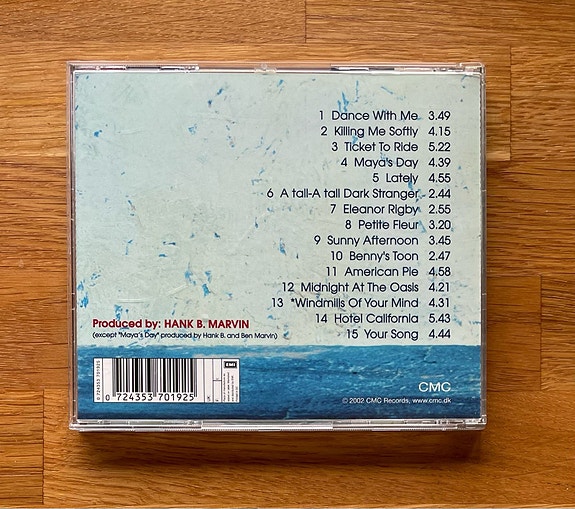 1 Dance With Me 3.49
2 Killing Me Softly 4.15
3 Ticket To Ride 5.22
4 Maya's Day 4.39
5 Lately 4.55
6 A tall-A tall Dark Stranger 2.44
7 Eleanor Rigby 2.55
8 Petite Fleur 3.20
9 Sunny Afternoon 3.45
10 Benny's Toon 2.47
11 American Pie 4.58
12 Midnight At The Oasis 4.21
13 *Windmills Of Your Mind 4.31
14 Hotel California 5.43
15 Your Song 4.44
Produced by: HANK B. MARVIN
(except "Maya's Day" produced by Hank B. and Ben Marvin)
0 724353 701925
0 724353 701925
EMI
CMC
© 2002 CMC Records, www.cmc.dk